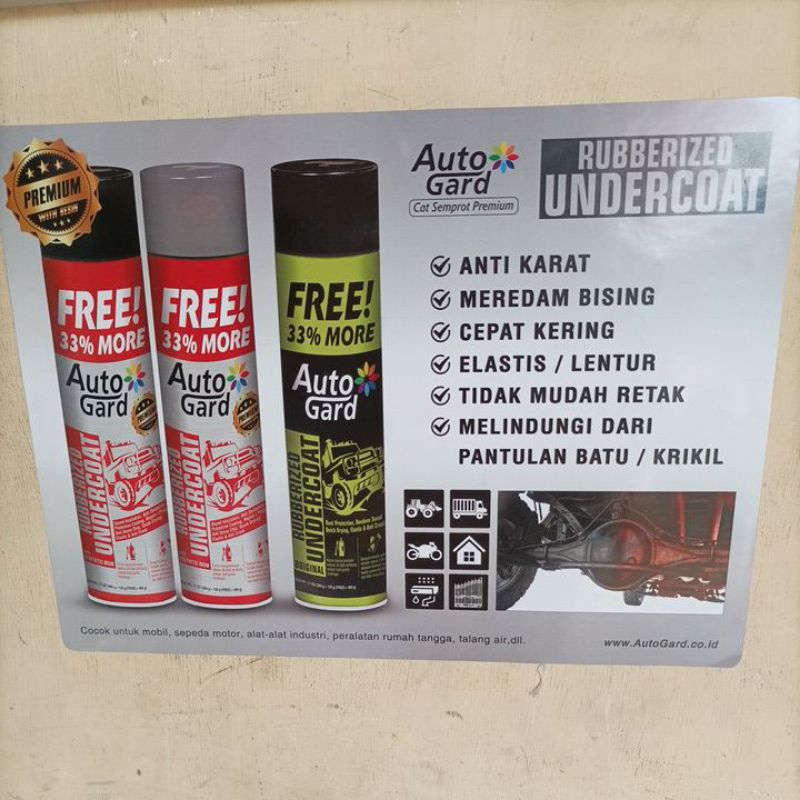 PREMIUM
WITH RESIN
FREE!
33% MORE
Auto
Gard
RUBBERIZED
UNDERCOAT
FREE!
33% MORE
Auto
Gard
RUBBERIZED
UNDERCOAT
FREE!
33% MORE
Auto
Gard
RUBBERIZED
UNDERCOAT
ORIGINAL
Auto
Gard
Cat Semprot Premium
RUBBERIZED
UNDERCOAT
ANTI KARAT
MEREDAM BISING
CEPAT KERING
ELASTIS / LENTUR
TIDAK MUDAH RETAK
MELINDUNGI DARI
PANTULAN BATU / KRIKIL
Cocok untuk mobil, sepeda motor, alat-alat industri, peralatan rumah tangga, talang air,dll.
www.AutoGard.co.id